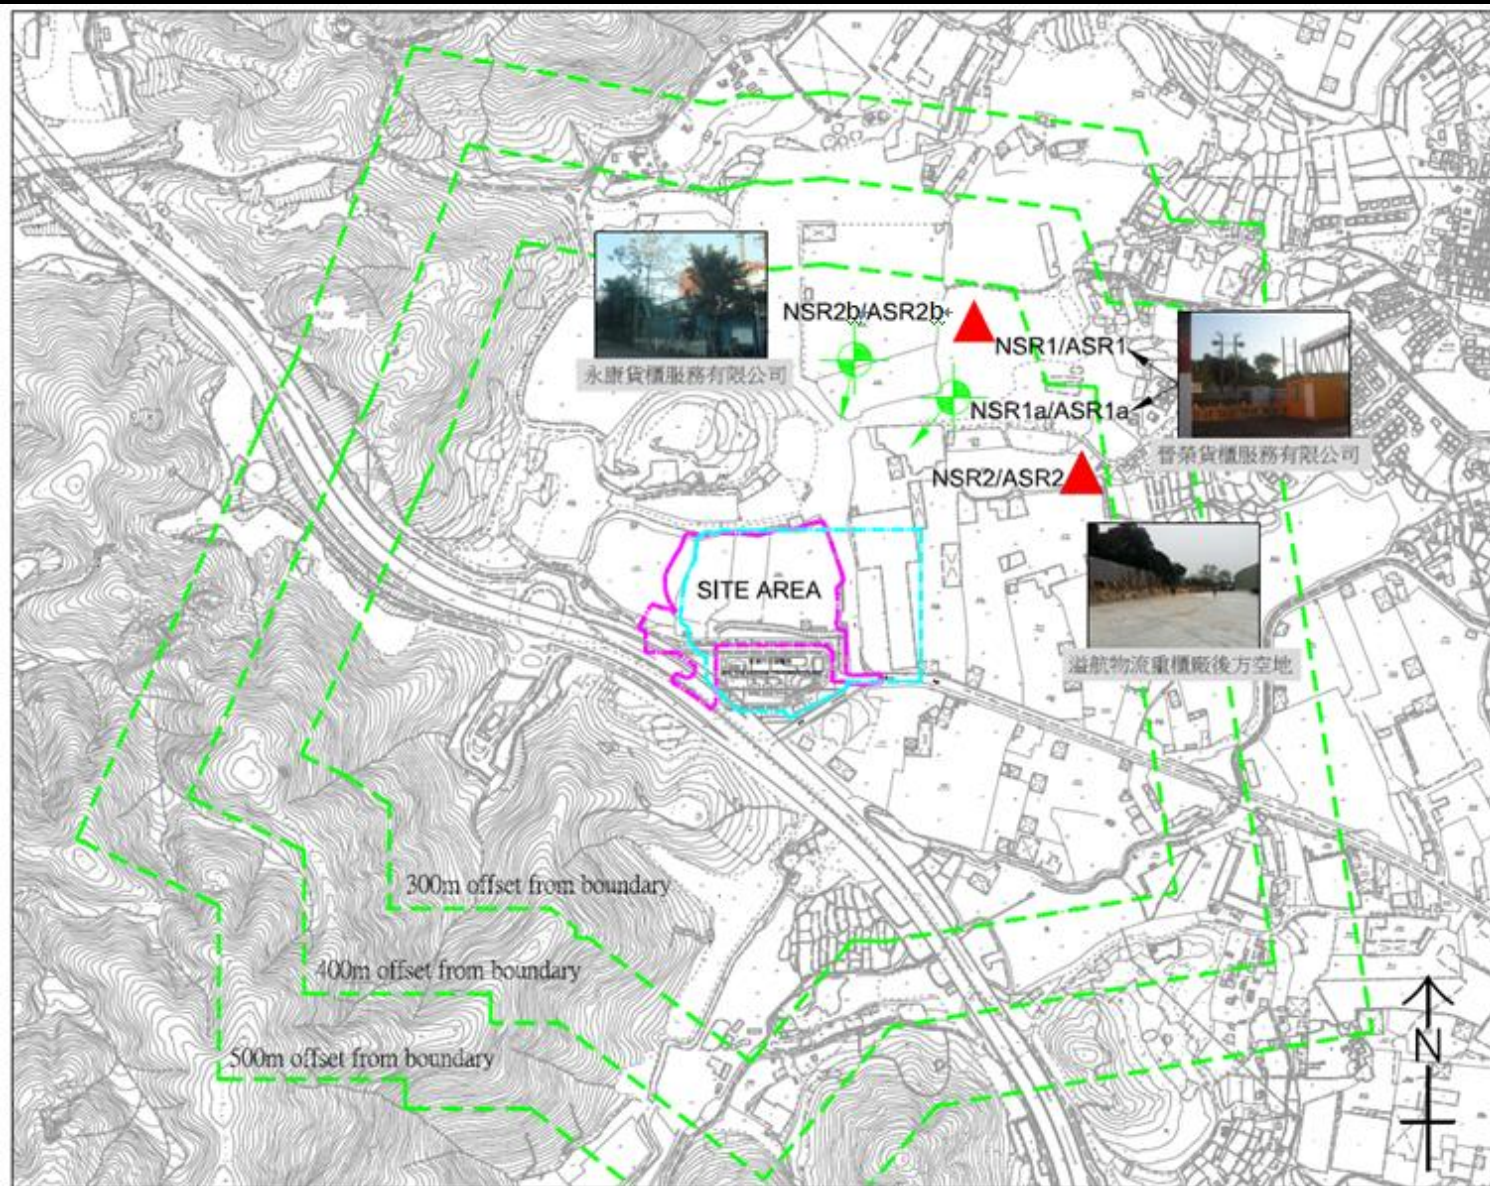 NSR2b/ASR2b
NSR1/ASR1
永康貨櫃服務有限公司
NSR1a/ASR1a
晉榮貨櫃服務有限公司
NSR2/ASR2
SITE AREA
溢航物流重櫃廠後方空地
300m offset from boundary
400m offset from boundary
500m offset from boundary
N